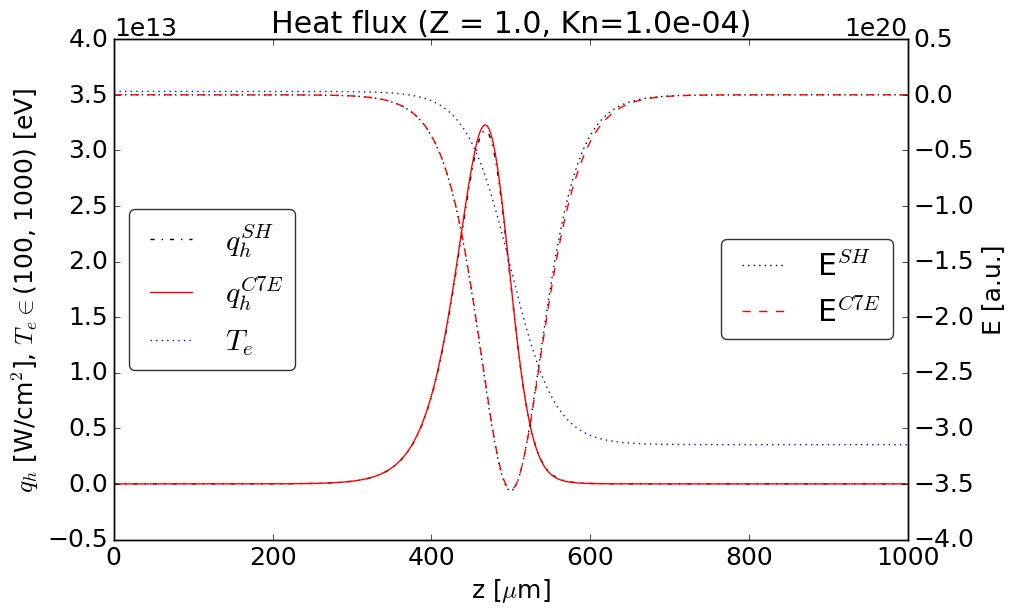 Heat flux (Z = 1.0, Kn=1.0e-04)
1e13
1e20
4.0
3.5
3.0
2.5
2.0
1.5
1.0
0.5
0.0
−0.5
q_h [W/cm²], T_e ∈ (100, 1000) [eV]
q_h^{SH}
q_h^{C7E}
T_e
E^{SH}
E^{C7E}
0.5
0.0
−0.5
−1.0
−1.5
−2.0
−2.5
−3.0
−3.5
−4.0
E [a.u.]
0 200 400 600 800 1000
z [μm]